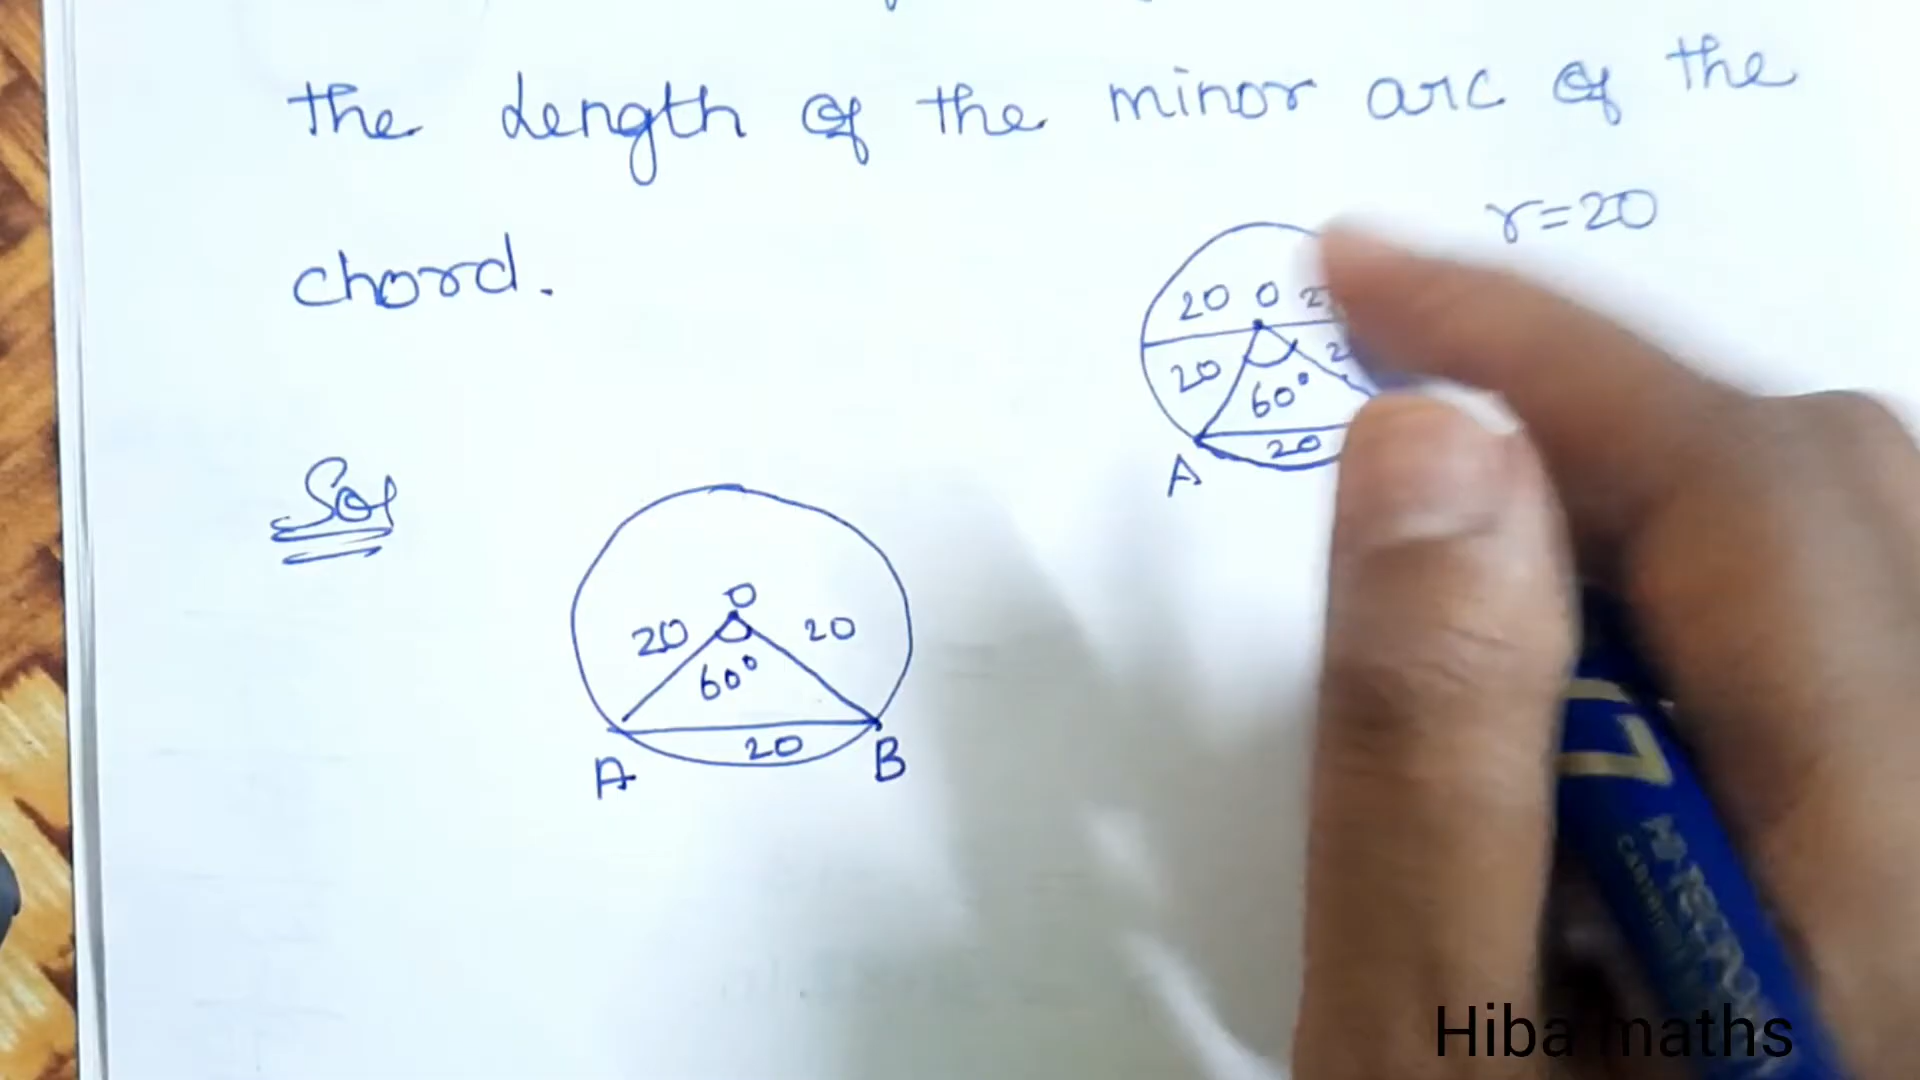 the Length of the minor arc of the
chord.
r=20
20 O
20
60°
20
A
Sol
O
20 20
60°
20
A B
Hiba maths